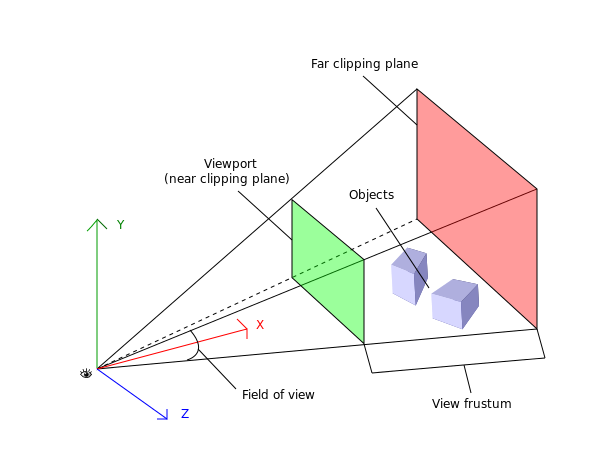 Far clipping plane
Viewport
(near clipping plane)
Objects
Y
X
Field of view
Z
View frustum